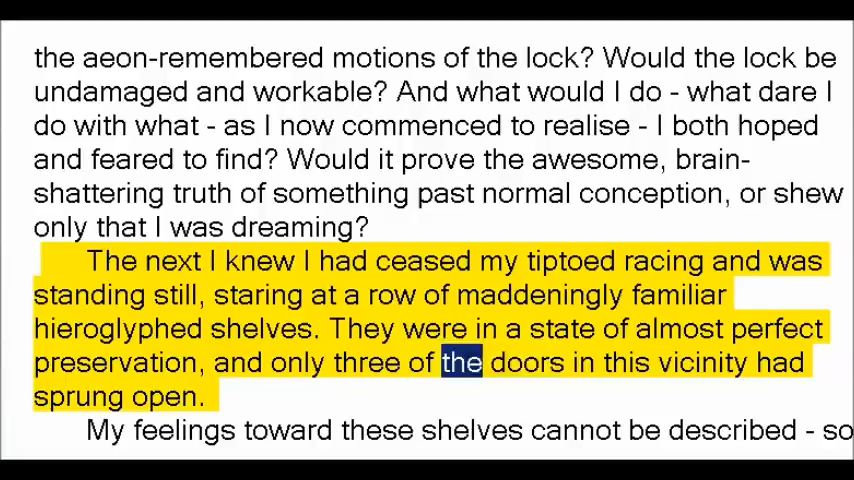 the aeon-remembered motions of the lock? Would the lock be
undamaged and workable? And what would I do - what dare I
do with what - as I now commenced to realise - I both hoped
and feared to find? Would it prove the awesome, brain-
shattering truth of something past normal conception, or shew
only that I was dreaming?
The next I knew I had ceased my tiptoed racing and was
standing still, staring at a row of maddeningly familiar
hieroglyphed shelves. They were in a state of almost perfect
preservation, and only three of the doors in this vicinity had
sprung open.
My feelings toward these shelves cannot be described - so